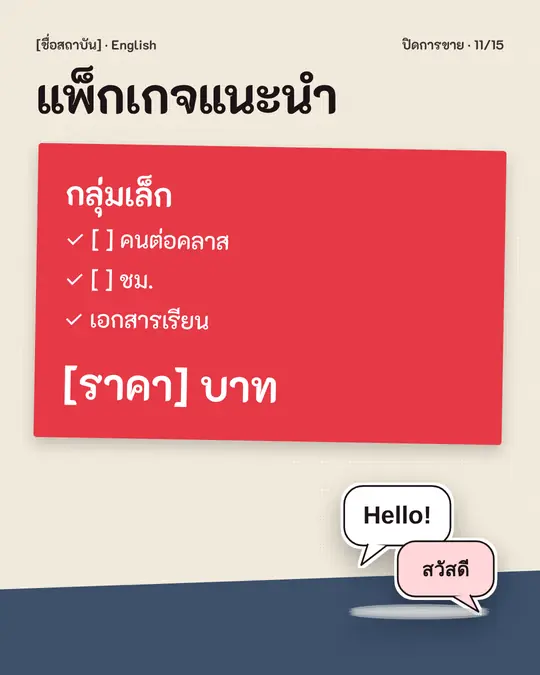 [ชื่อสถาบัน] · English
ปิดการขาย · 11/15
แพ็กเกจแนะนำ
กลุ่มเล็ก
✓ [ ] คนต่อคลาส
✓ [ ] ชม.
✓ เอกสารเรียน
[ราคา] บาท
Hello!
สวัสดี